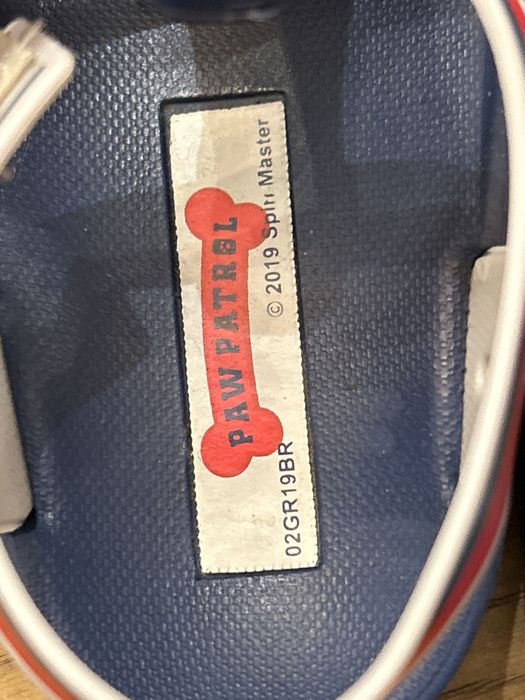 PAW PATROL
© 2019 Spin Master
02GR19BR